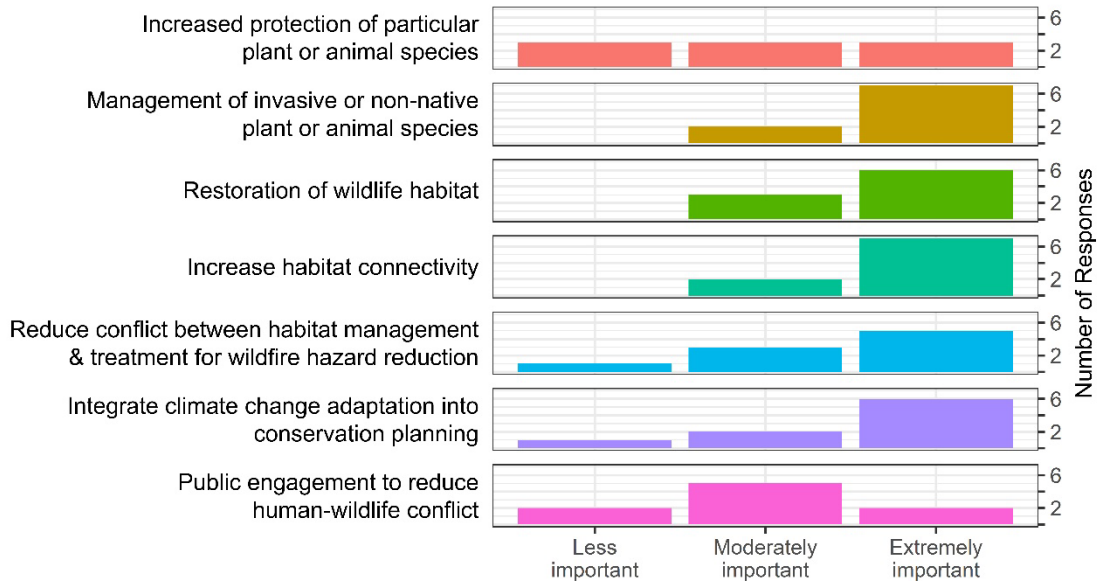 Increased protection of particular
plant or animal species
6
2
Management of invasive or non-native
plant or animal species
6
2
Restoration of wildlife habitat
6
2
Increase habitat connectivity
6
2
Reduce conflict between habitat management
& treatment for wildfire hazard reduction
6
2
Integrate climate change adaptation into
conservation planning
6
2
Public engagement to reduce
human-wildlife conflict
6
2
Number of Responses
Less
important
Moderately
important
Extremely
important